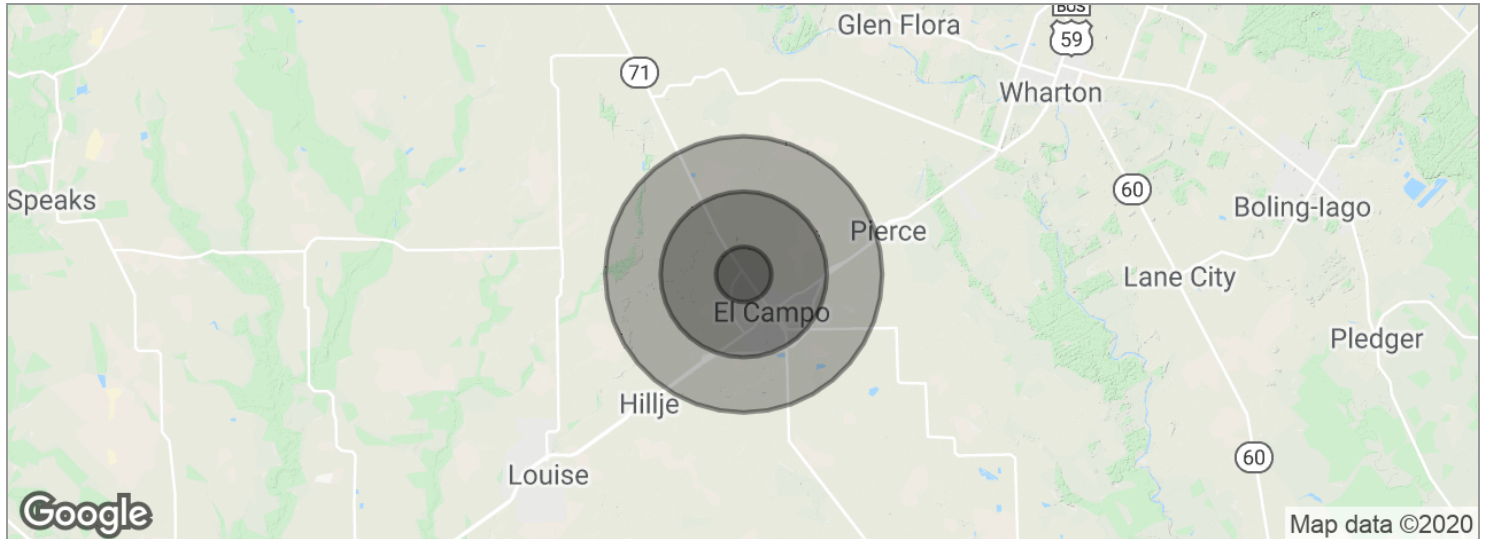 BUS
59
Glen Flora
71
Wharton
60
Speaks
Boling-Iago
Pierce
Lane City
El Campo
Pledger
Hillje
60
Louise
Google
Map data ©2020